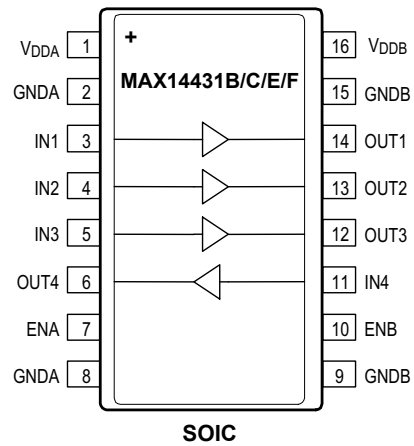 VDDA 1 + 16 VDDB
MAX14431B/C/E/F
GNDA 2 15 GNDB
IN1 3 14 OUT1
IN2 4 13 OUT2
IN3 5 12 OUT3
OUT4 6 11 IN4
ENA 7 10 ENB
GNDA 8 9 GNDB
SOIC